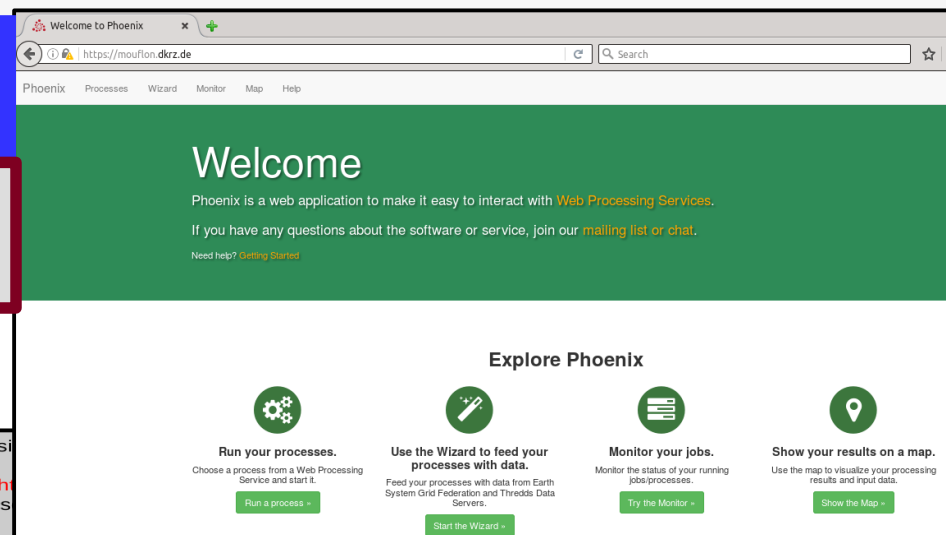 Welcome to Phoenix
https://mouflon.dkrz.de
Search
Phoenix Processes Wizard Monitor Map Help
Welcome
Phoenix is a web application to make it easy to interact with Web Processing Services.
If you have any questions about the software or service, join our mailing list or chat.
Need help? Getting Started
Explore Phoenix
Run your processes.
Choose a process from a Web Processing
Service and start it.
Run a process »
Use the Wizard to feed your
processes with data.
Feed your processes with data from Earth
System Grid Federation and Thredds Data
Servers.
Start the Wizard »
Monitor your jobs.
Monitor the status of your running
jobs/processes.
Try the Monitor »
Show your results on a map.
Use the map to visualize your processing
results and input data.
Show the Map »